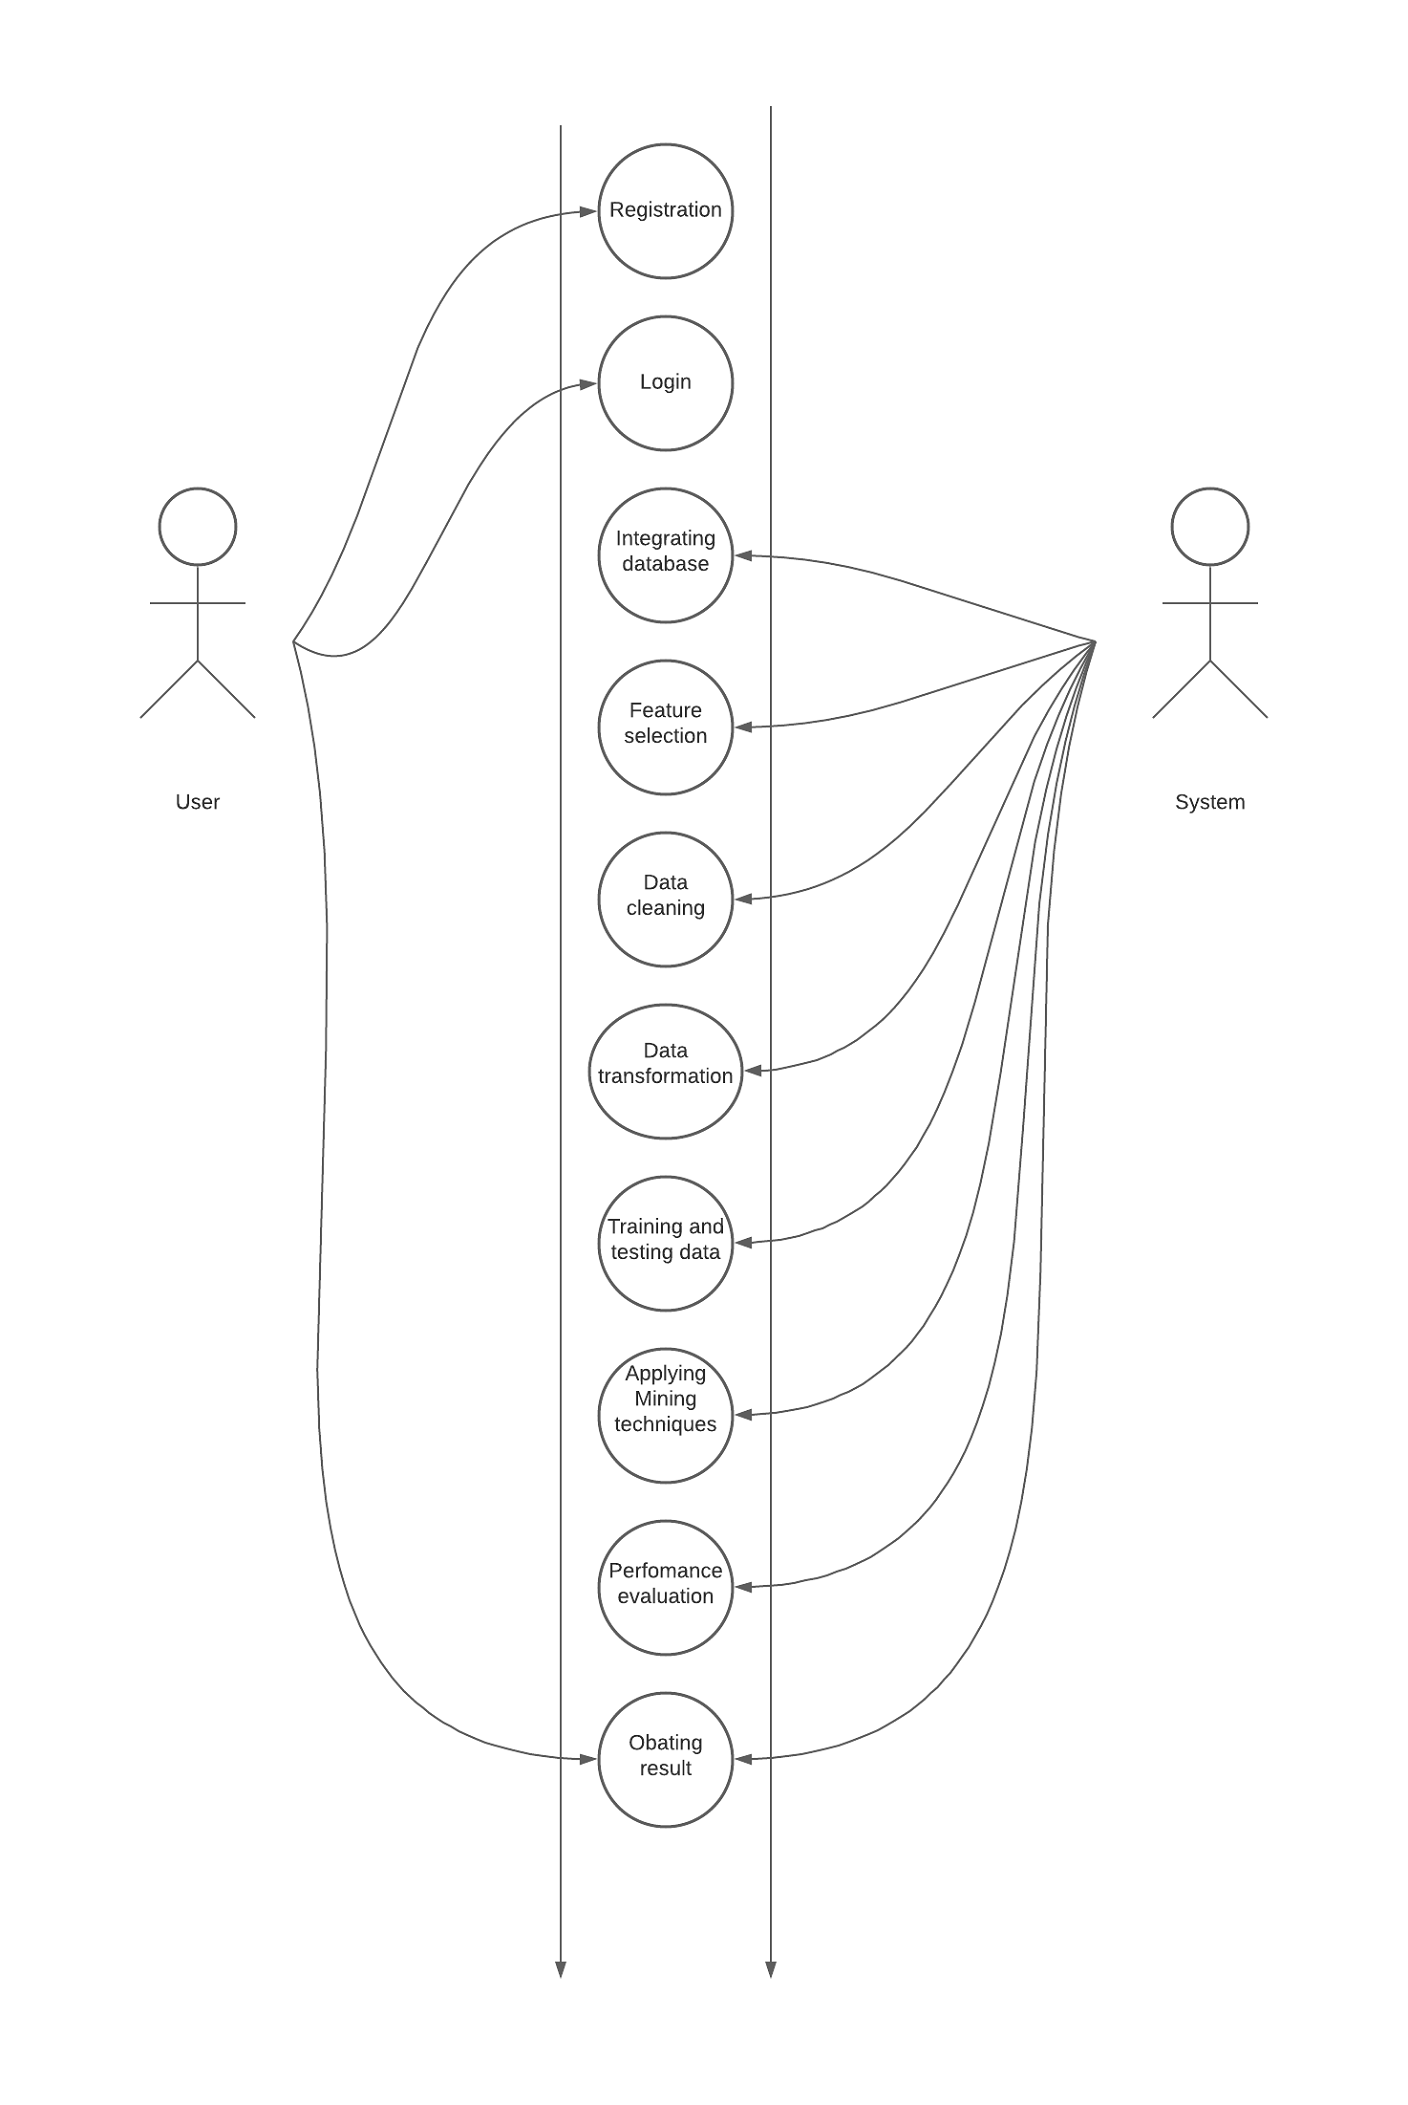 Registration
Login
Integrating
database
Feature
selection
User
System
Data
cleaning
Data
transformation
Training and
testing data
Applying
Mining
techniques
Perfomance
evaluation
Obating
result